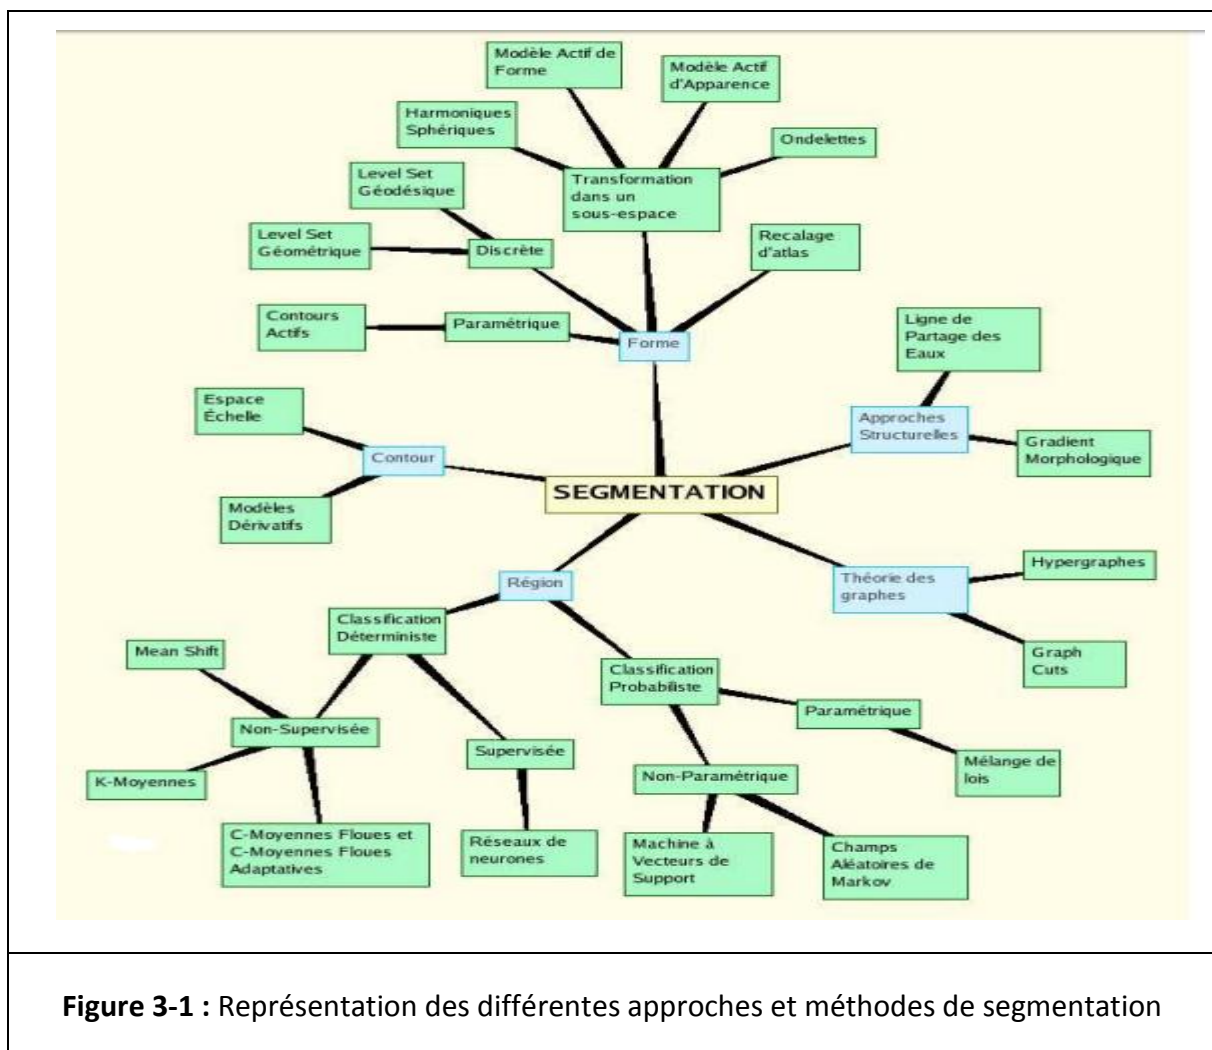 Modèle Actif de
Forme
Modèle Actif
d'Apparence
Harmoniques
Sphériques
Ondelettes
Level Set
Géodésique
Transformation
dans un
sous-espace
Level Set
Géométrique
Discrète
Recalage
d'atlas
Contours
Actifs
Paramétrique
Forme
Ligne de
Partage des
Eaux
Espace
Échelle
Approches
Structurelles
Contour
Gradient
Morphologique
SEGMENTATION
Modèles
Dérivatifs
Région
Théorie des
graphes
Hypergraphes
Classification
Déterministe
Mean Shift
Classification
Probabiliste
Graph
Cuts
Non-Supervisée
Paramétrique
Supervisée
K-Moyennes
Non-Paramétrique
Mélange de
lois
C-Moyennes Floues et
C-Moyennes Floues
Adaptatives
Réseaux de
neurones
Machine à
Vecteurs de
Support
Champs
Aléatoires de
Markov
Figure 3-1 : Représentation des différentes approches et méthodes de segmentation